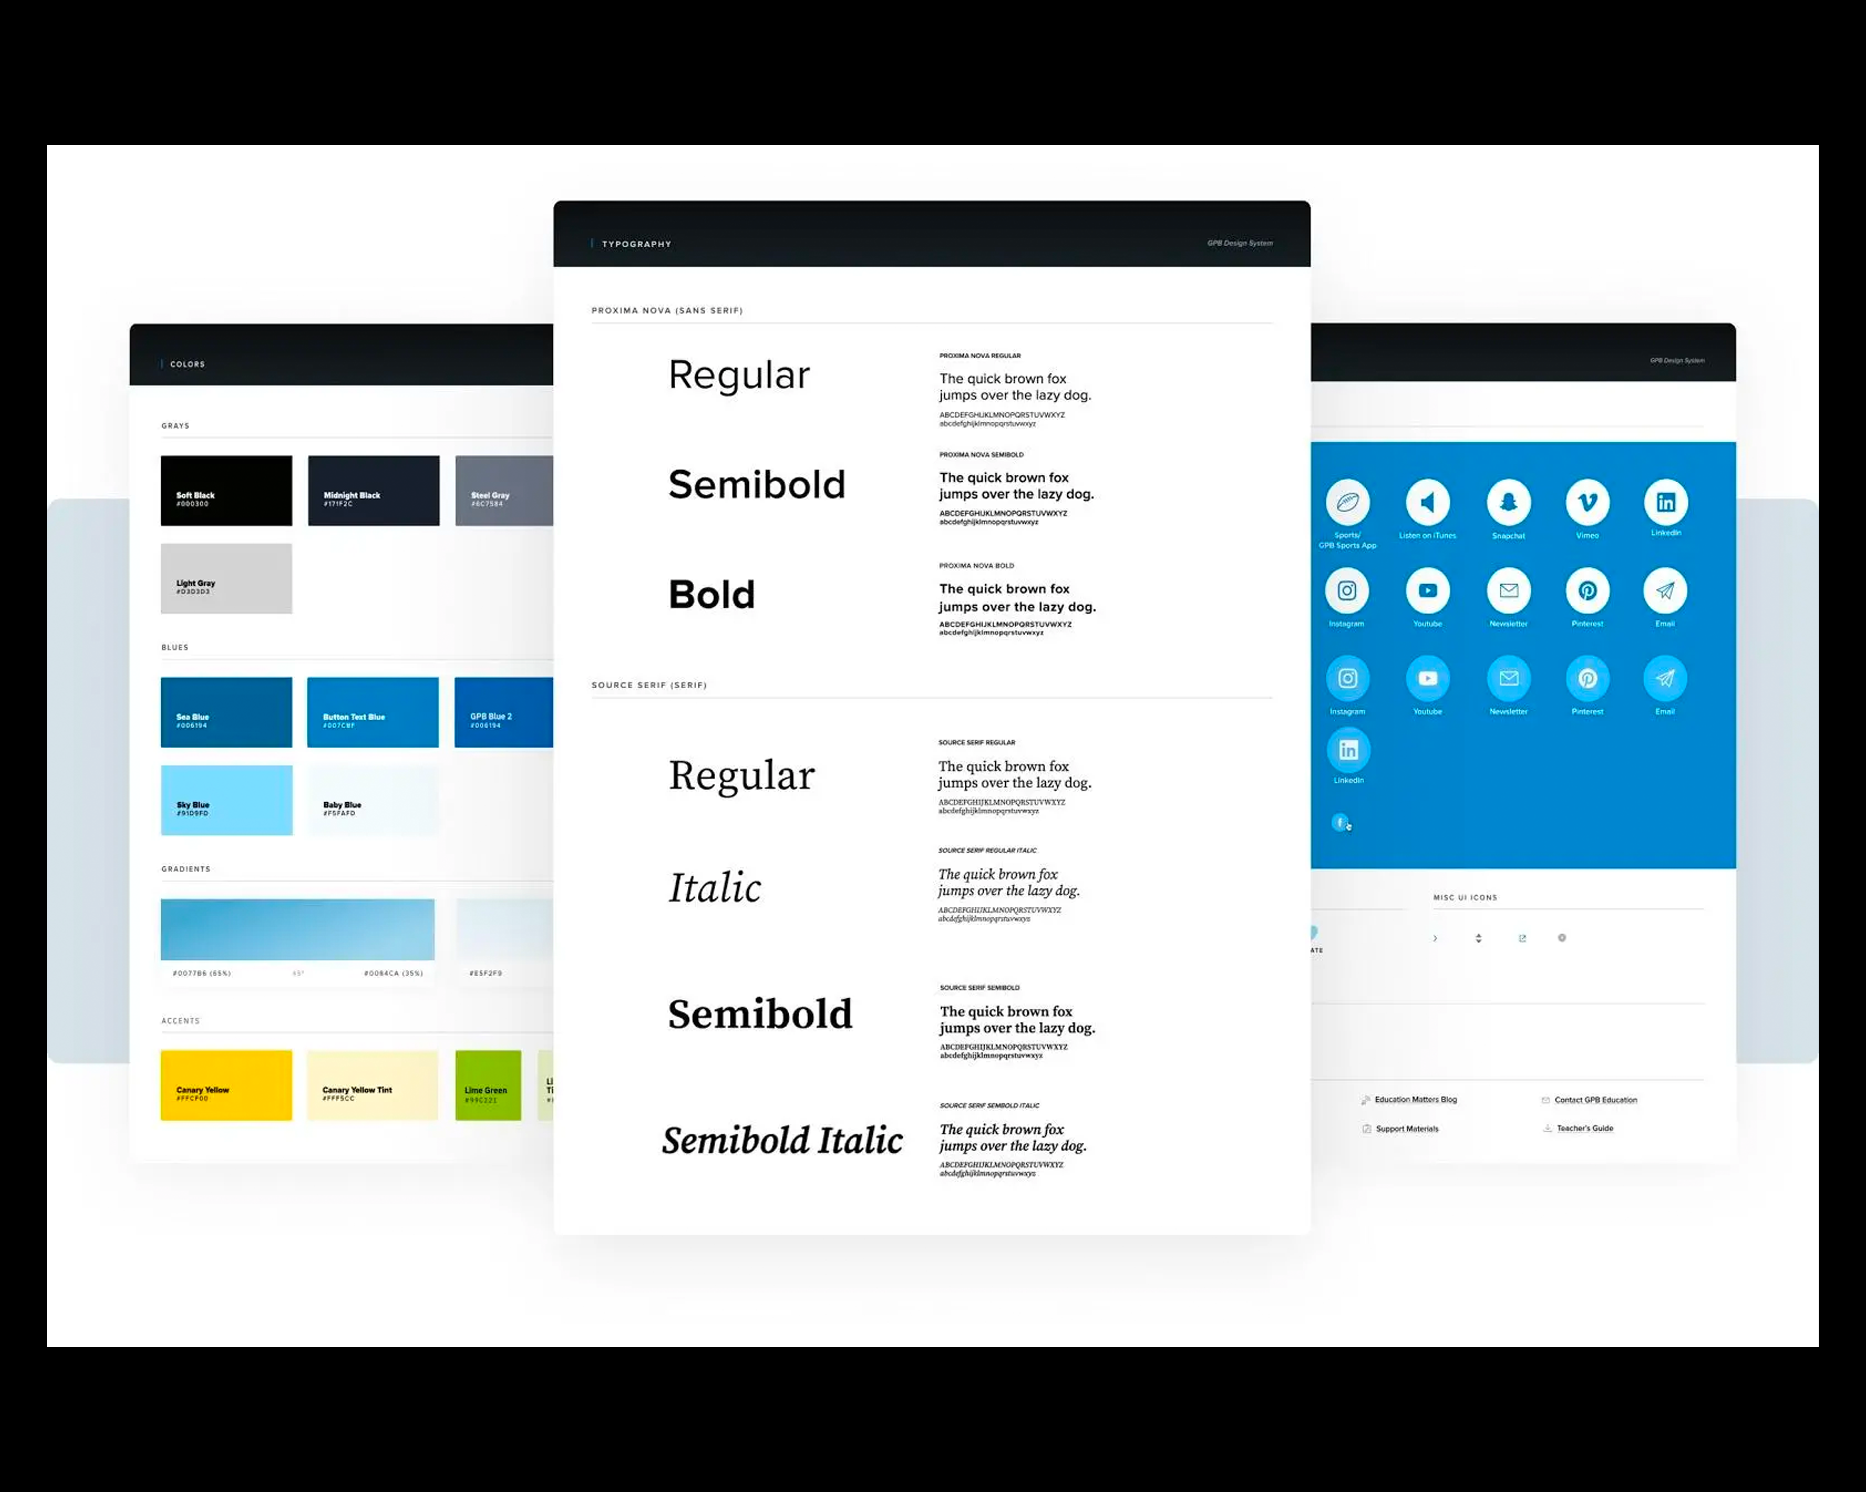 COLORS
GRAYS
Soft Black
#000300
Midnight Black
#171F2C
Steel Gray
#6C7584
Light Gray
#D3D3D3
BLUES
Sea Blue
#006194
Button Text Blue
#007CBF
GPB Blue 2
#006194
Sky Blue
#91D9FD
Baby Blue
#F5FAFD
GRADIENTS
#0077B6 (65%)
#0084CA (35%)
#E5F2F9
ACCENTS
Canary Yellow
#FFCF00
Canary Yellow Tint
#FFF5CC
Lime Green
TYPOGRAPHY
GPB Design System
PROXIMA NOVA (SANS SERIF)
Regular
PROXIMA NOVA REGULAR
The quick brown fox
jumps over the lazy dog.
ABCDEFGHIJKLMNOPQRSTUVWXYZ
abcdefghijklmnopqrstuvwxyz
Semibold
PROXIMA NOVA SEMIBOLD
The quick brown fox
jumps over the lazy dog.
ABCDEFGHIJKLMNOPQRSTUVWXYZ
abcdefghijklmnopqrstuvwxyz
Bold
PROXIMA NOVA BOLD
The quick brown fox
jumps over the lazy dog.
ABCDEFGHIJKLMNOPQRSTUVWXYZ
abcdefghijklmnopqrstuvwxyz
SOURCE SERIF (SERIF)
Regular
SOURCE SERIF REGULAR
The quick brown fox
jumps over the lazy dog.
ABCDEFGHIJKLMNOPQRSTUVWXYZ
abcdefghijklmnopqrstuvwxyz
Italic
SOURCE SERIF REGULAR ITALIC
The quick brown fox
jumps over the lazy dog.
ABCDEFGHIJKLMNOPQRSTUVWXYZ
abcdefghijklmnopqrstuvwxyz
Semibold
SOURCE SERIF SEMIBOLD
The quick brown fox
jumps over the lazy dog.
ABCDEFGHIJKLMNOPQRSTUVWXYZ
abcdefghijklmnopqrstuvwxyz
Semibold Italic
SOURCE SERIF SEMBOLD ITALIC
The quick brown fox
jumps over the lazy dog.
ABCDEFGHIJKLMNOPQRSTUVWXYZ
abcdefghijklmnopqrstuvwxyz
GPB Design System
Sports/
GPB Sports App
Listen on iTunes
Snapchat
Vimeo
LinkedIn
Instagram
Youtube
Newsletter
Pinterest
Email
Instagram
Youtube
Newsletter
Pinterest
Email
LinkedIn
MISC UI ICONS
ATE
Education Matters Blog
Contact GPB Education
Support Materials
Teacher's Guide